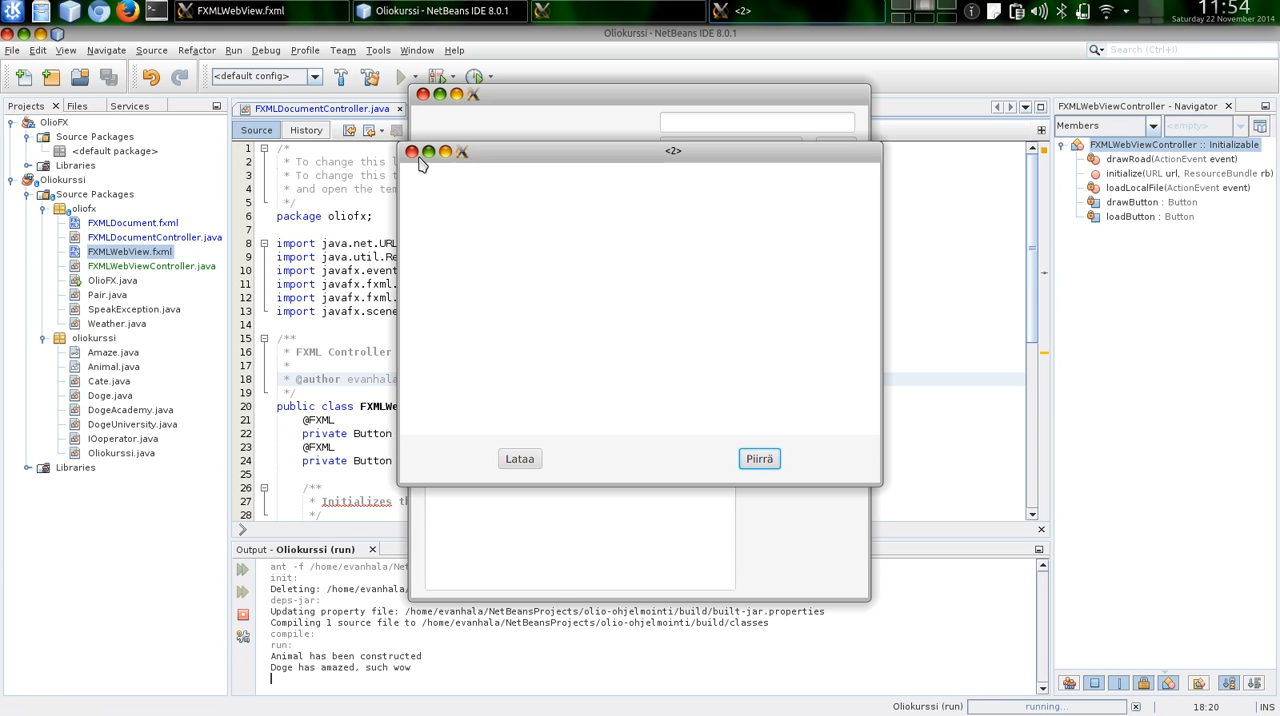 FXMLWebView.fxml
Oliokurssi - NetBeans IDE 8.0.1
<2>
11:54
Saturday 22 November 2014
Oliokurssi - NetBeans IDE 8.0.1
File Edit View Navigate Source Refactor Run Debug Profile Team Tools Window Help
Search (Ctrl+I)
<default config>
Projects Files Services
FXMLDocumentController.java
FXMLWebViewController - Navigator
Source History
Members
<empty>
OlioFX
Source Packages
<default package>
Libraries
Oliokurssi
Source Packages
oliofx
FXMLDocument.fxml
FXMLDocumentController.java
FXMLWebView.fxml
FXMLWebViewController.java
OlioFX.java
Pair.java
SpeakException.java
Weather.java
oliokurssi
Amaze.java
Animal.java
Cate.java
Doge.java
DogeAcademy.java
DogeUniversity.java
IOoperator.java
Oliokurssi.java
Libraries
1 /*
2 * To change this l
3 * To change this t
4 * and open the tem
5 */
6 package oliofx;
7
8 import java.net.URL
9 import java.util.Re
10 import javafx.event
11 import javafx.fxml.
12 import javafx.fxml.
13 import javafx.scene
14
15 /**
16 * FXML Controller
17 *
18 * @author evanhala
19 */
20 public class FXMLWe
21 @FXML
22 private Button
23 @FXML
24 private Button
25
26 /**
27 * Initializes th
28 */
<2>
Lataa
Piirrä
FXMLWebViewController :: Initializable
drawRoad(ActionEvent event)
initialize(URL url, ResourceBundle rb)
loadLocalFile(ActionEvent event)
drawButton : Button
loadButton : Button
Output - Oliokurssi (run)
ant -f /home/evanhala/Net
init:
Deleting: /home/evanhala/
deps-jar:
Updating property file: /home/evanhala/NetBeansProjects/olio-ohjelmointi/build/built-jar.properties
Compiling 1 source file to /home/evanhala/NetBeansProjects/olio-ohjelmointi/build/classes
compile:
run:
Animal has been constructed
Doge has amazed, such wow
Oliokurssi (run)
running...
18:20
INS